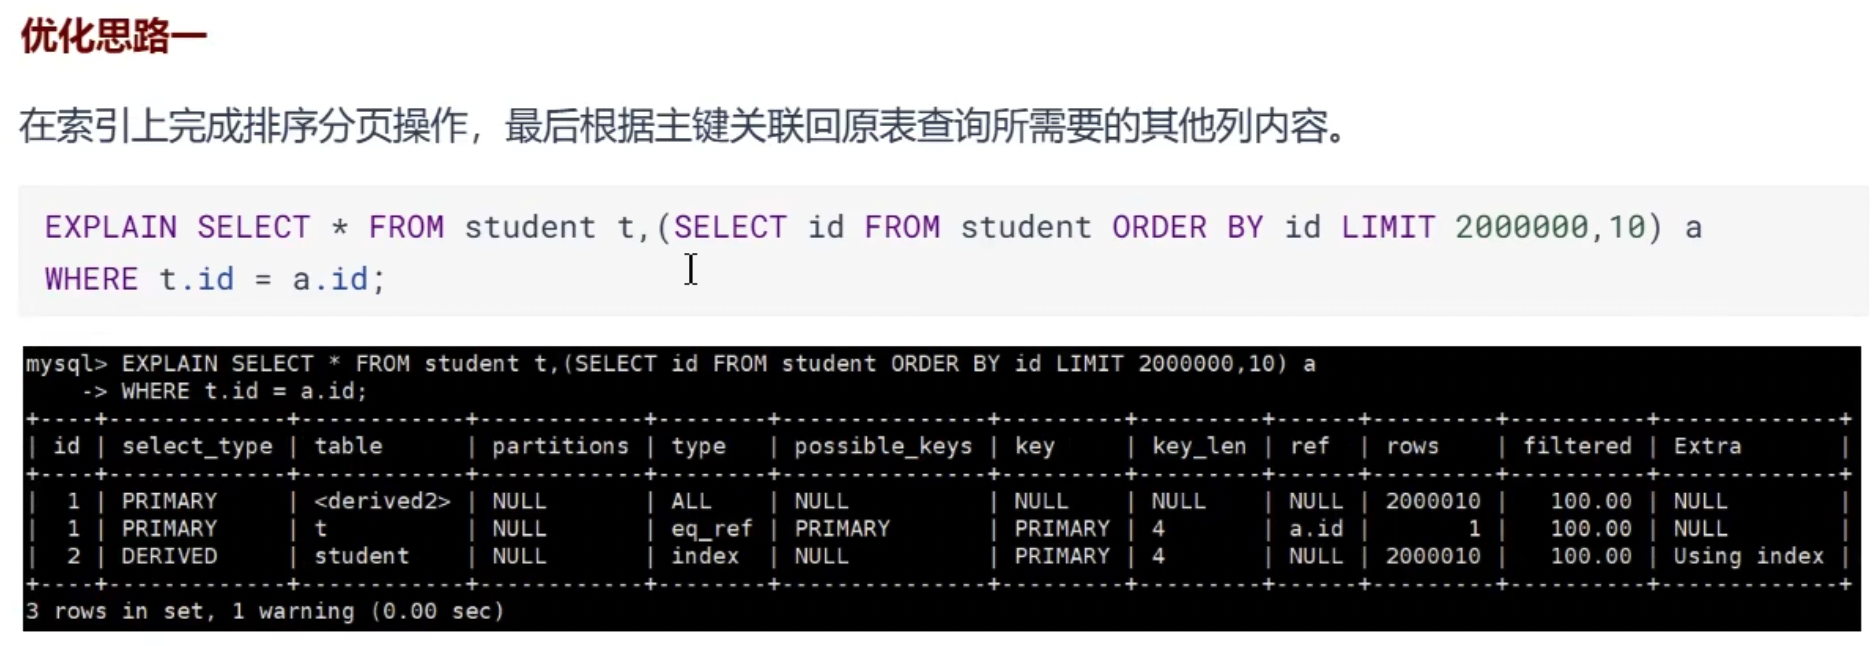 优化思路一
在索引上完成排序分页操作，最后根据主键关联回原表查询所需要的其他列内容。
EXPLAIN SELECT * FROM student t,(SELECT id FROM student ORDER BY id LIMIT 2000000,10) a
WHERE t.id = a.id;
mysql> EXPLAIN SELECT * FROM student t,(SELECT id FROM student ORDER BY id LIMIT 2000000,10) a
    -> WHERE t.id = a.id;
+----+-------------+------------+------------+--------+---------------+---------+---------+------+---------+----------+-------------+
| id | select_type | table      | partitions | type   | possible_keys | key     | key_len | ref  | rows    | filtered | Extra       |
+----+-------------+------------+------------+--------+---------------+---------+---------+------+---------+----------+-------------+
|  1 | PRIMARY     | <derived2> | NULL       | ALL    | NULL          | NULL    | NULL    | NULL | 2000010 |   100.00 | NULL        |
|  1 | PRIMARY     | t          | NULL       | eq_ref | PRIMARY       | PRIMARY | 4       | a.id |       1 |   100.00 | NULL        |
|  2 | DERIVED     | student    | NULL       | index  | NULL          | PRIMARY | 4       | NULL | 2000010 |   100.00 | Using index |
+----+-------------+------------+------------+--------+---------------+---------+---------+------+---------+----------+-------------+
3 rows in set, 1 warning (0.00 sec)